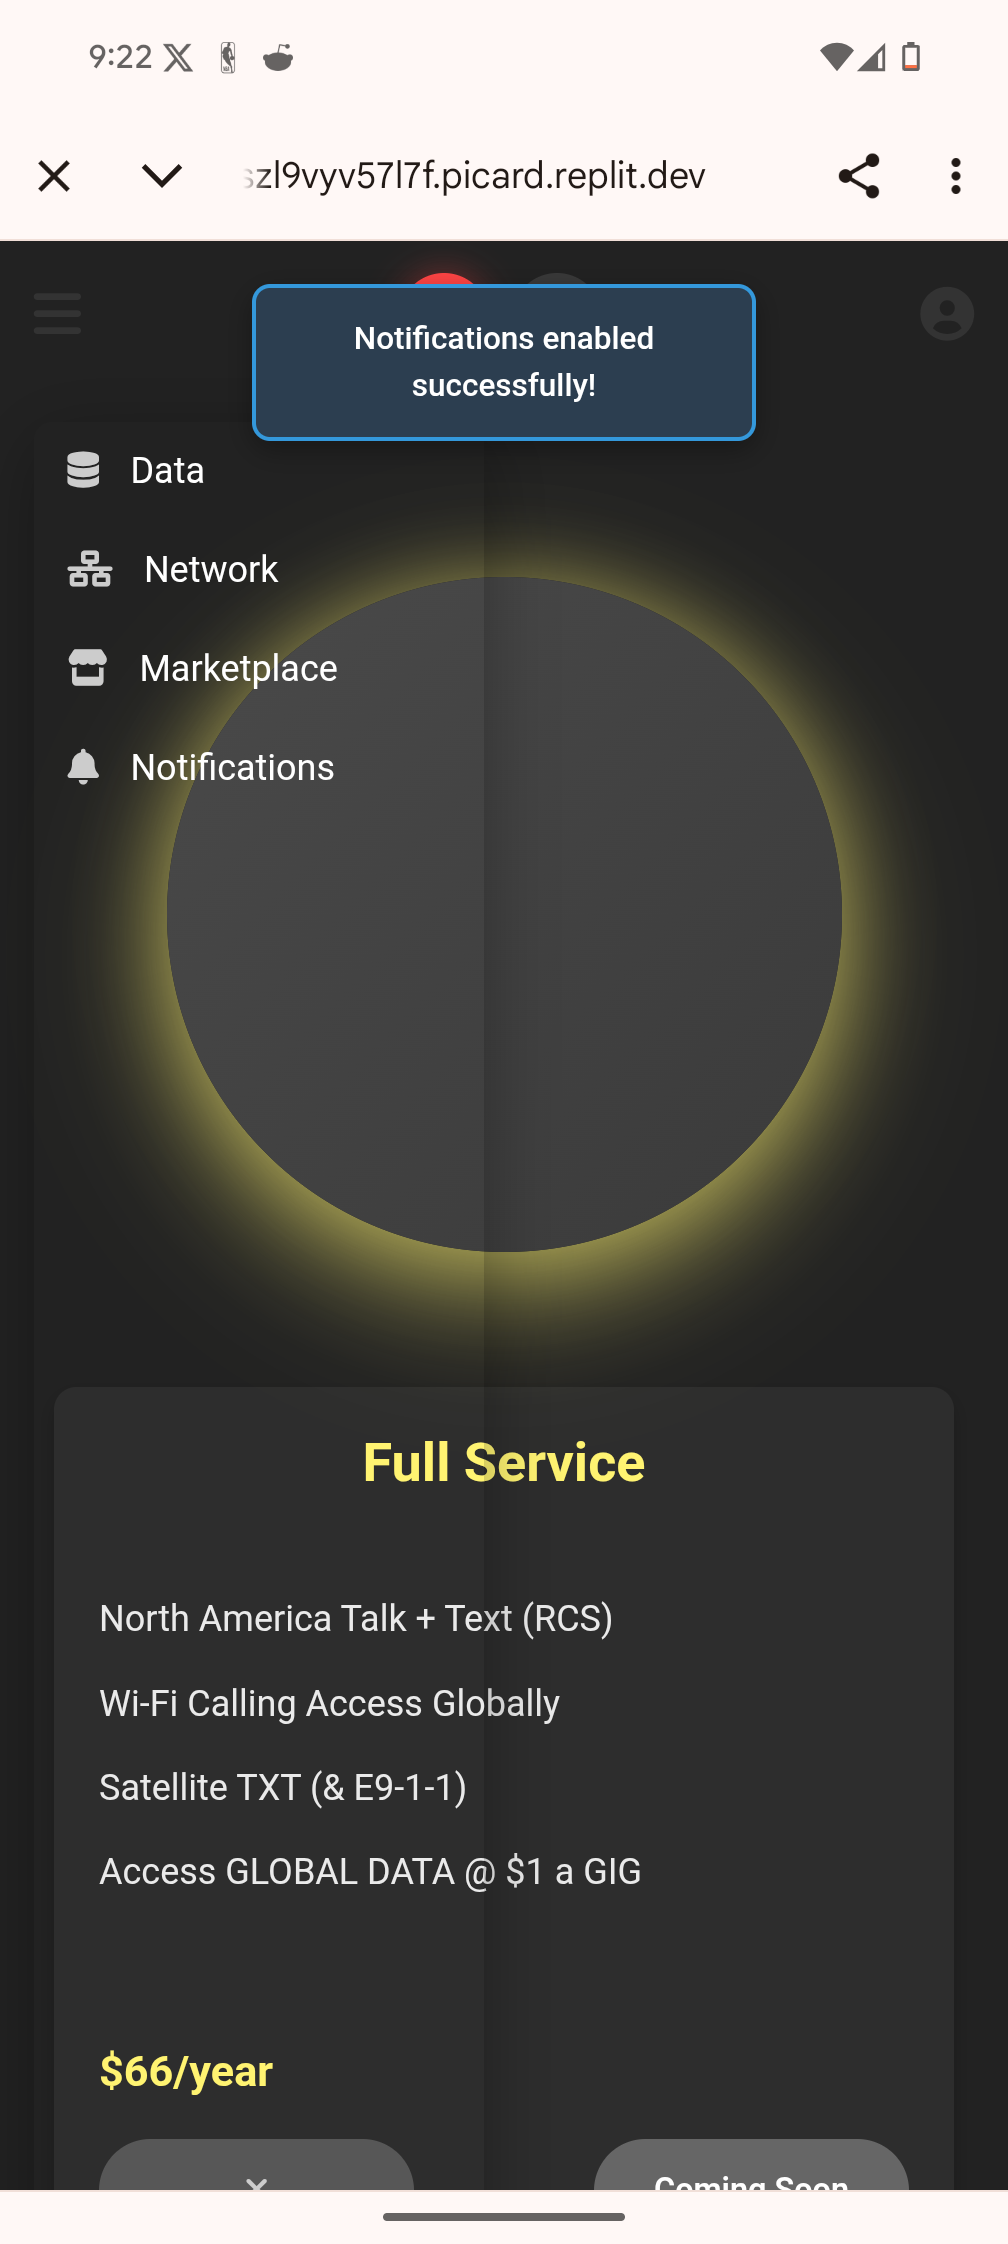 9:22
szl9vyv57l7f.picard.replit.dev
Notifications enabled
successfully!
Data
Network
Marketplace
Notifications
Full Service
North America Talk + Text (RCS)
Wi-Fi Calling Access Globally
Satellite TXT (& E9-1-1)
Access GLOBAL DATA @ $1 a GIG
$66/year
Coming Soon